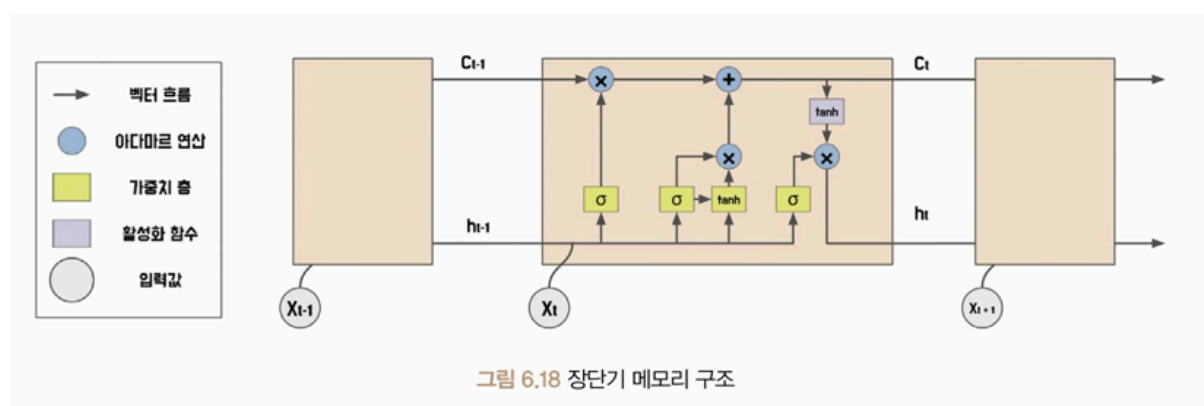 벡터 흐름
아다마르 연산
가중치 층
활성화 함수
입력값
Ct-1
Ct
×
+
tanh
×
×
σ
σ
tanh
σ
ht-1
ht
Xt-1
Xt
Xt+1
그림 6.18 장단기 메모리 구조